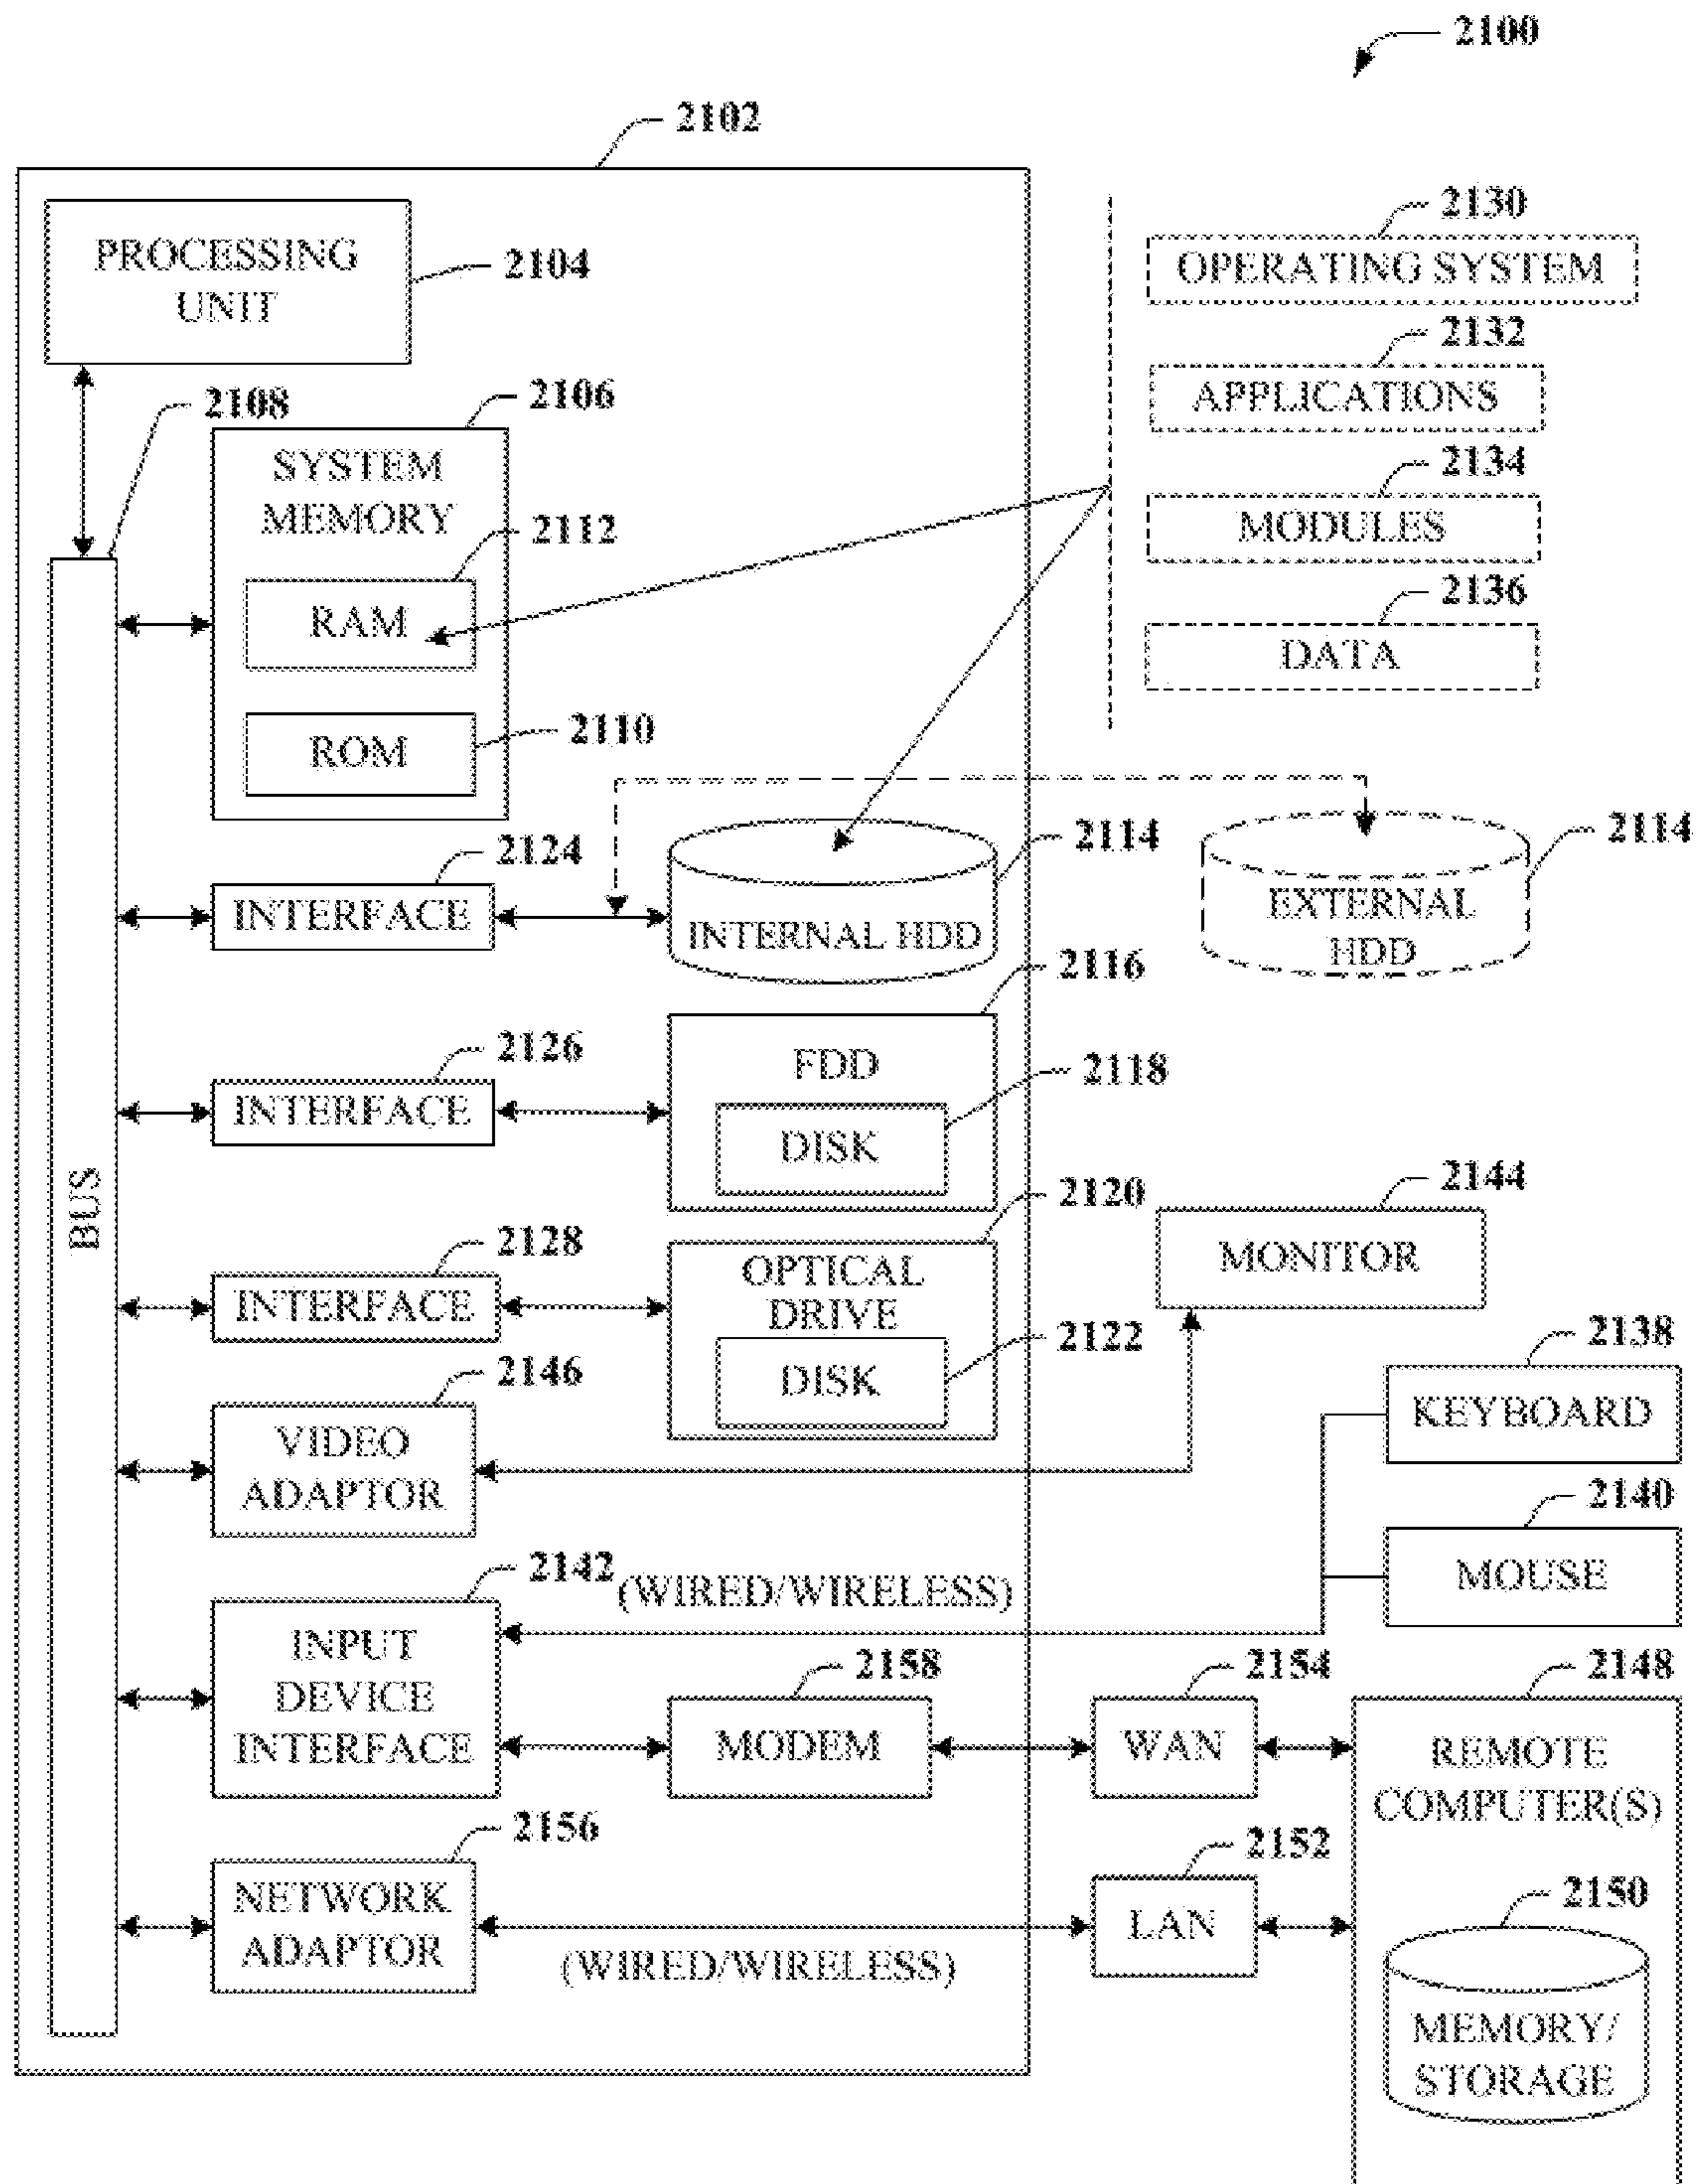 2100
2102
PROCESSING
UNIT
2104
2130
OPERATING SYSTEM
2132
APPLICATIONS
2134
MODULES
2136
DATA
2108
2106
SYSTEM
MEMORY
2112
RAM
2110
ROM
2124
INTERFACE
2114
INTERNAL HDD
2114
EXTERNAL
HDD
2116
FDD
2126
INTERFACE
2118
DISK
BUS
2120
OPTICAL
DRIVE
2128
INTERFACE
2122
DISK
2144
MONITOR
2146
VIDEO
ADAPTOR
2138
KEYBOARD
2140
MOUSE
2142
(WIRED/WIRELESS)
INPUT
DEVICE
INTERFACE
2158
MODEM
2154
WAN
2148
REMOTE
COMPUTER(S)
2156
NETWORK
ADAPTOR
(WIRED/WIRELESS)
2152
LAN
2150
MEMORY/
STORAGE